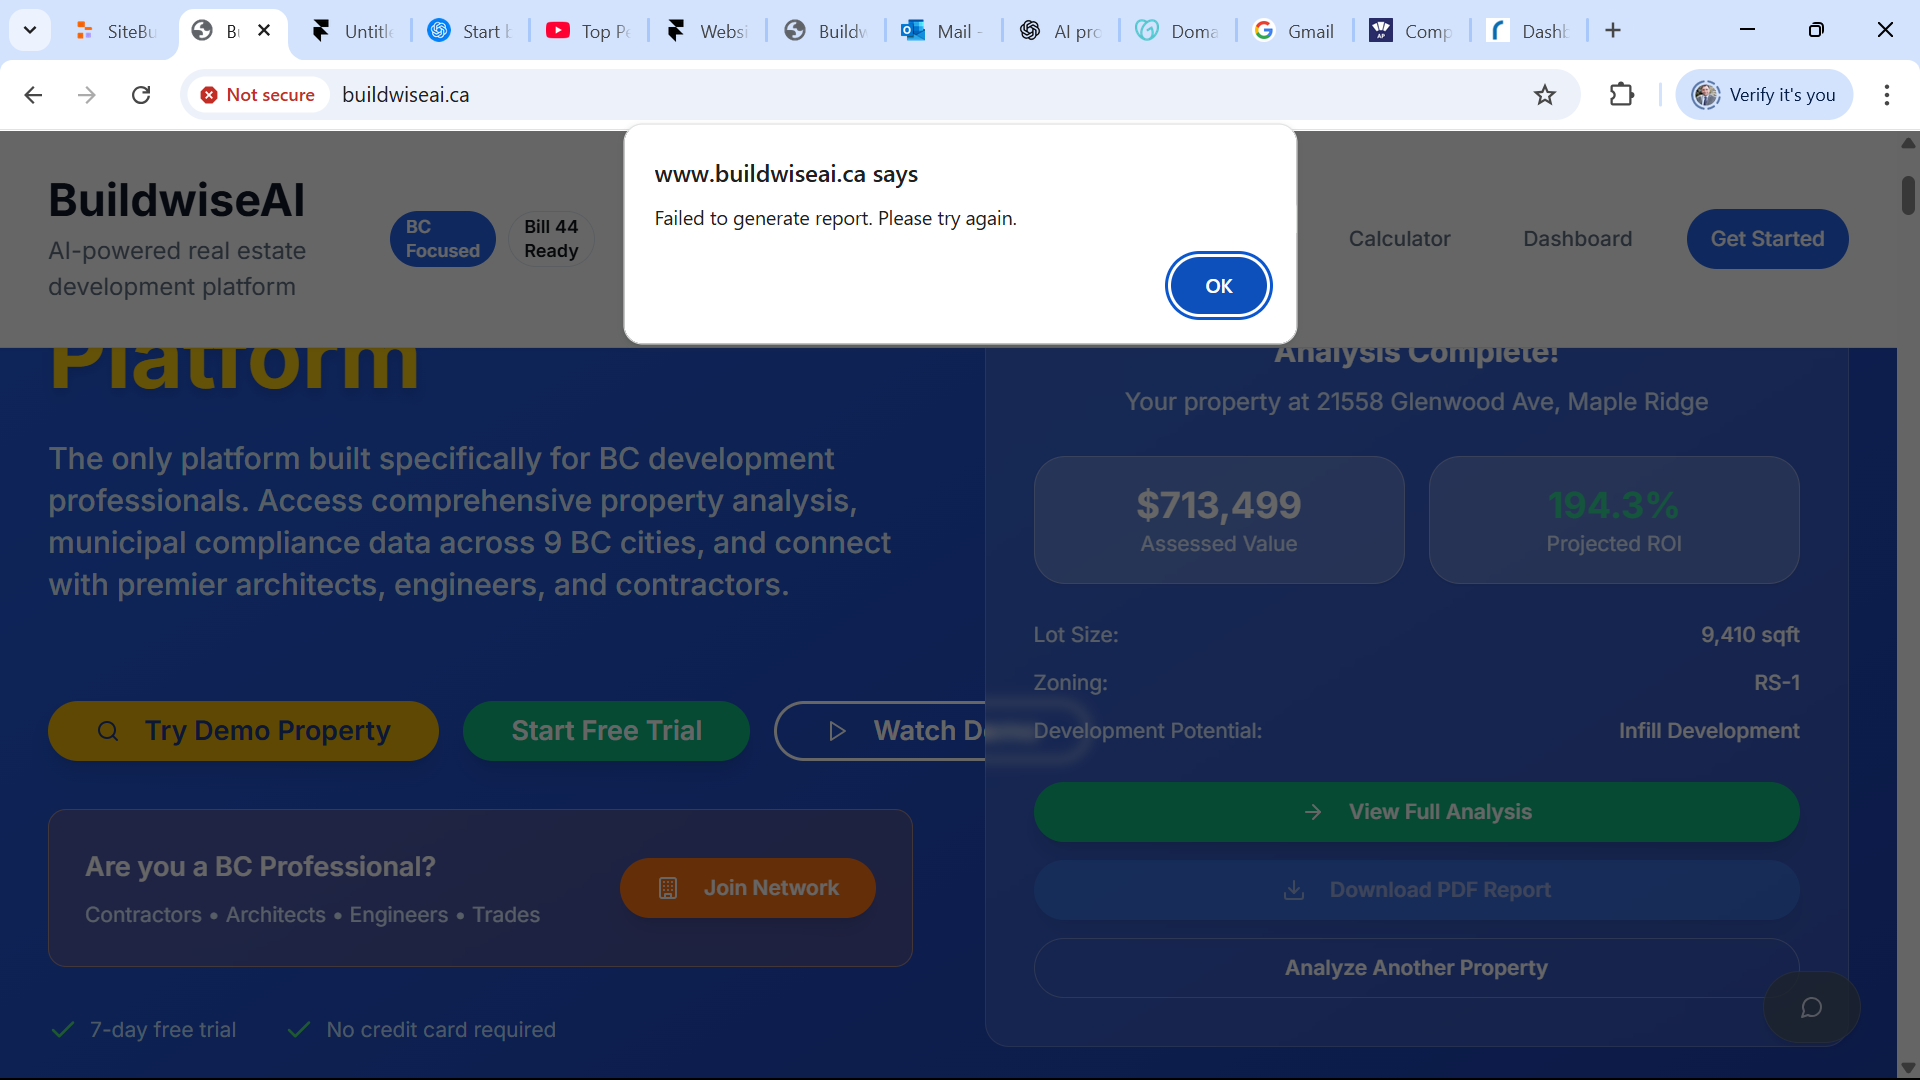 SiteBu
Bu
Untitle
Start b
Top Pe
Websi
Buildw
Mail -
AI pro
Doma
Gmail
Comp
Dashb
Not secure
buildwiseai.ca
Verify it's you
www.buildwiseai.ca says
Failed to generate report. Please try again.
OK
BuildwiseAI
AI-powered real estate
development platform
BC
Focused
Bill 44
Ready
Calculator
Dashboard
Get Started
Platform
The only platform built specifically for BC development
professionals. Access comprehensive property analysis,
municipal compliance data across 9 BC cities, and connect
with premier architects, engineers, and contractors.
Try Demo Property
Start Free Trial
Watch Demo
Are you a BC Professional?
Contractors • Architects • Engineers • Trades
Join Network
7-day free trial
No credit card required
Analysis Complete!
Your property at 21558 Glenwood Ave, Maple Ridge
$713,499
Assessed Value
194.3%
Projected ROI
Lot Size:
9,410 sqft
Zoning:
RS-1
Development Potential:
Infill Development
View Full Analysis
Download PDF Report
Analyze Another Property